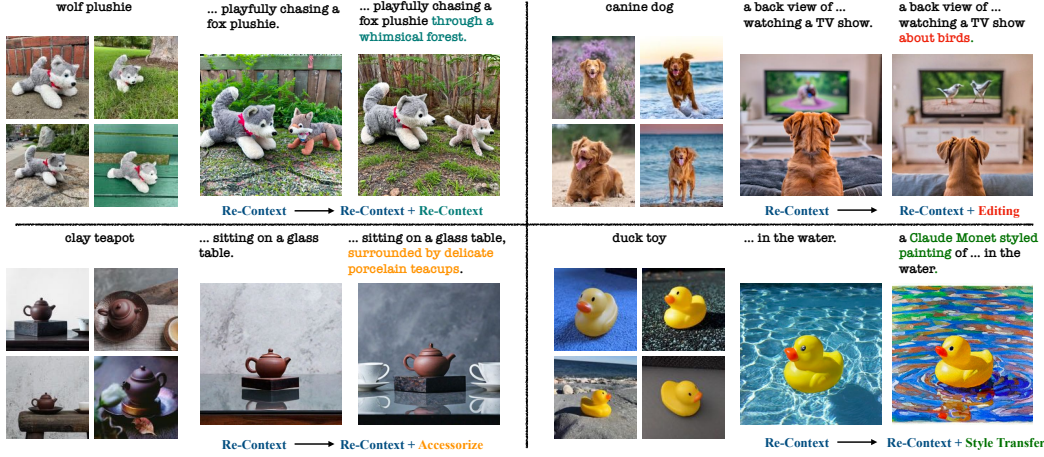 wolf plushie
... playfully chasing a
fox plushie.
... playfully chasing a
fox plushie through a
whimsical forest.
Re-Context → Re-Context + Re-Context
canine dog
a back view of ...
watching a TV show.
a back view of ...
watching a TV show
about birds.
Re-Context → Re-Context + Editing
clay teapot
... sitting on a glass
table.
... sitting on a glass table,
surrounded by delicate
porcelain teacups.
Re-Context → Re-Context + Accessorize
duck toy
... in the water.
a Claude Monet styled
painting of ... in the
water.
Re-Context → Re-Context + Style Transfer